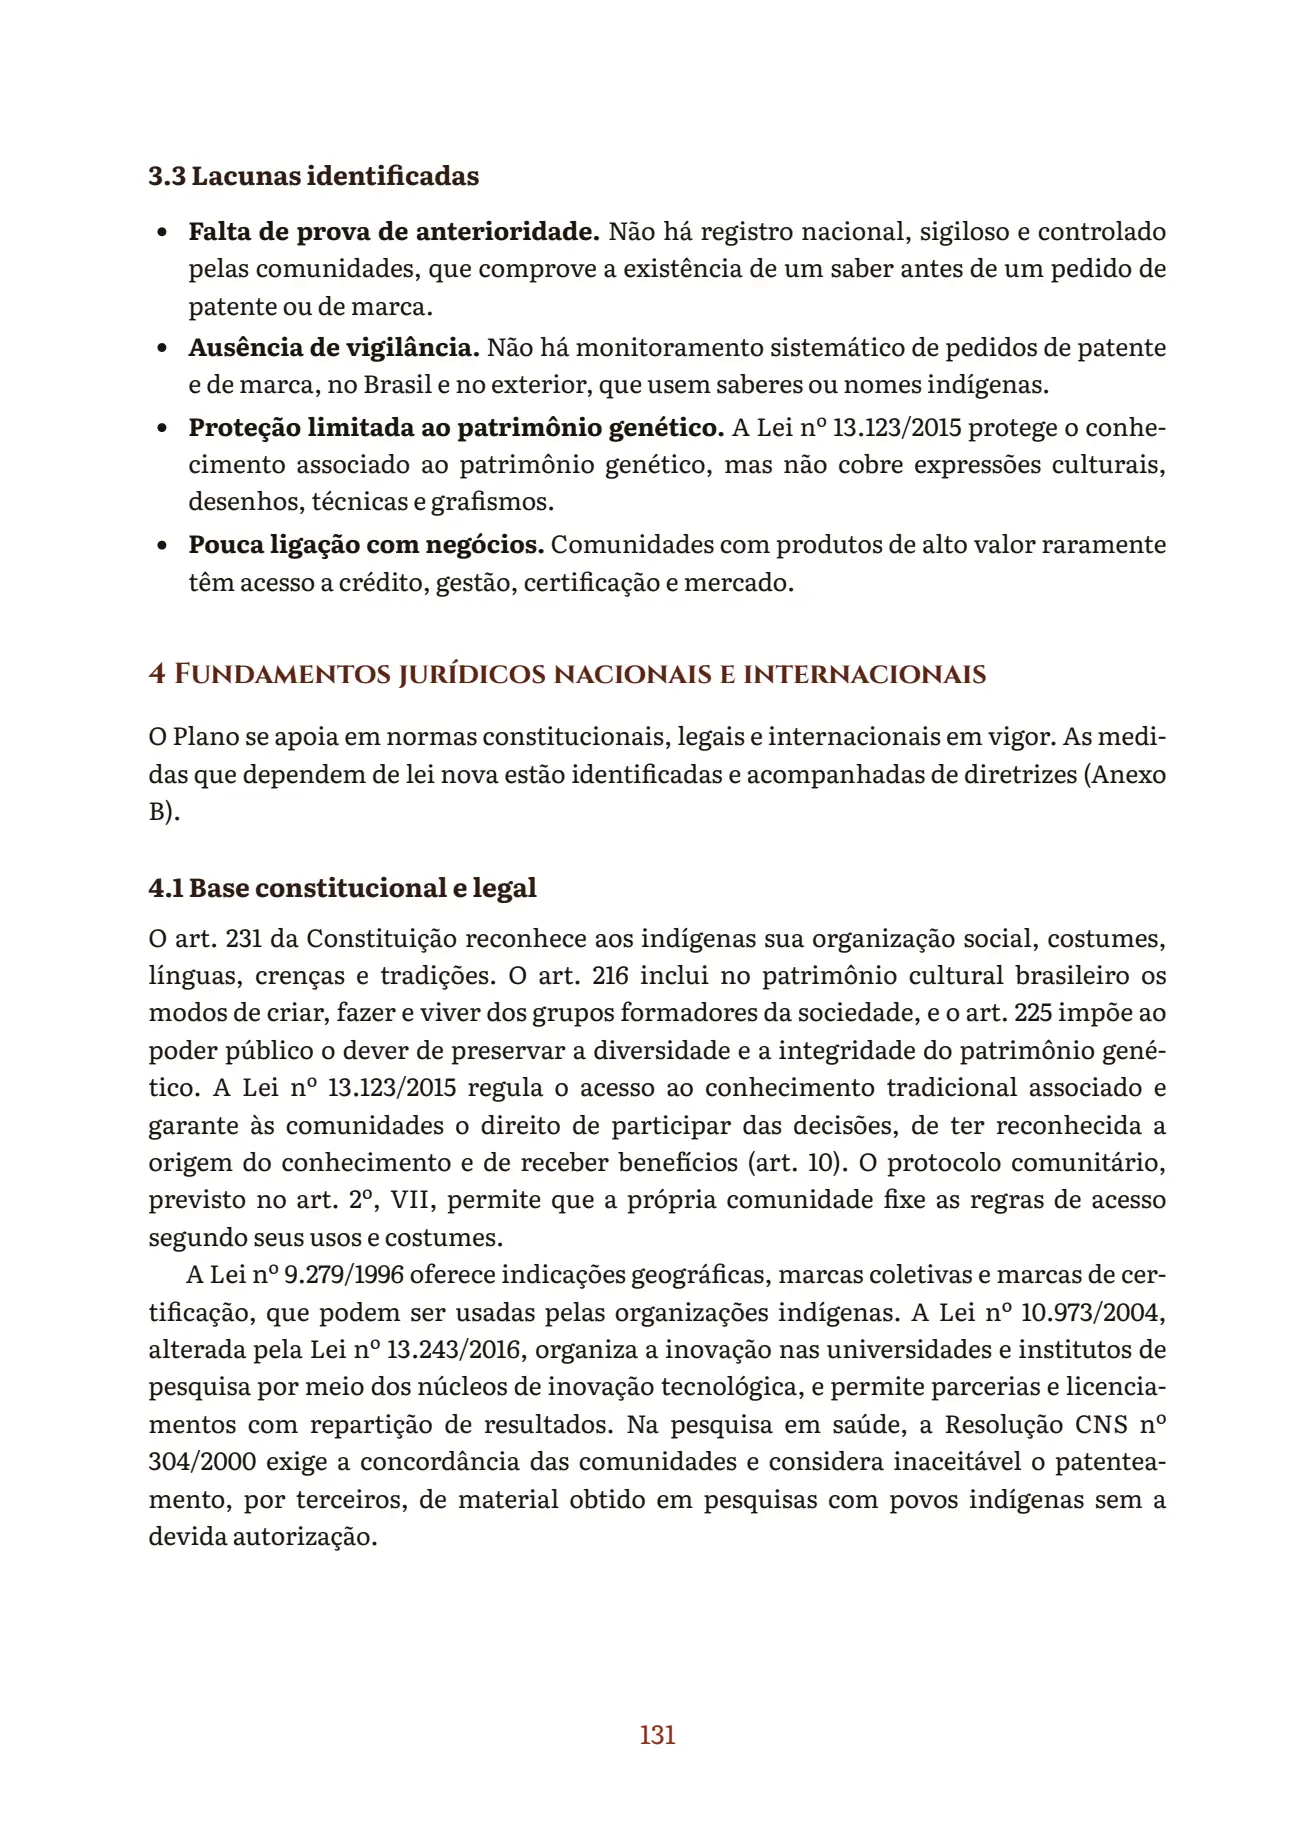 3.3 Lacunas identificadas
• Falta de prova de anterioridade. Não há registro nacional, sigiloso e controlado
pelas comunidades, que comprove a existência de um saber antes de um pedido de
patente ou de marca.
• Ausência de vigilância. Não há monitoramento sistemático de pedidos de patente
e de marca, no Brasil e no exterior, que usem saberes ou nomes indígenas.
• Proteção limitada ao patrimônio genético. A Lei nº 13.123/2015 protege o conhe-
cimento associado ao patrimônio genético, mas não cobre expressões culturais,
desenhos, técnicas e grafismos.
• Pouca ligação com negócios. Comunidades com produtos de alto valor raramente
têm acesso a crédito, gestão, certificação e mercado.
4 Fundamentos jurídicos nacionais e internacionais
O Plano se apoia em normas constitucionais, legais e internacionais em vigor. As medi-
das que dependem de lei nova estão identificadas e acompanhadas de diretrizes (Anexo
B).
4.1 Base constitucional e legal
O art. 231 da Constituição reconhece aos indígenas sua organização social, costumes,
línguas, crenças e tradições. O art. 216 inclui no patrimônio cultural brasileiro os
modos de criar, fazer e viver dos grupos formadores da sociedade, e o art. 225 impõe ao
poder público o dever de preservar a diversidade e a integridade do patrimônio gené-
tico. A Lei nº 13.123/2015 regula o acesso ao conhecimento tradicional associado e
garante às comunidades o direito de participar das decisões, de ter reconhecida a
origem do conhecimento e de receber benefícios (art. 10). O protocolo comunitário,
previsto no art. 2º, VII, permite que a própria comunidade fixe as regras de acesso
segundo seus usos e costumes.
A Lei nº 9.279/1996 oferece indicações geográficas, marcas coletivas e marcas de cer-
tificação, que podem ser usadas pelas organizações indígenas. A Lei nº 10.973/2004,
alterada pela Lei nº 13.243/2016, organiza a inovação nas universidades e institutos de
pesquisa por meio dos núcleos de inovação tecnológica, e permite parcerias e licencia-
mentos com repartição de resultados. Na pesquisa em saúde, a Resolução CNS nº
304/2000 exige a concordância das comunidades e considera inaceitável o patentea-
mento, por terceiros, de material obtido em pesquisas com povos indígenas sem a
devida autorização.
131